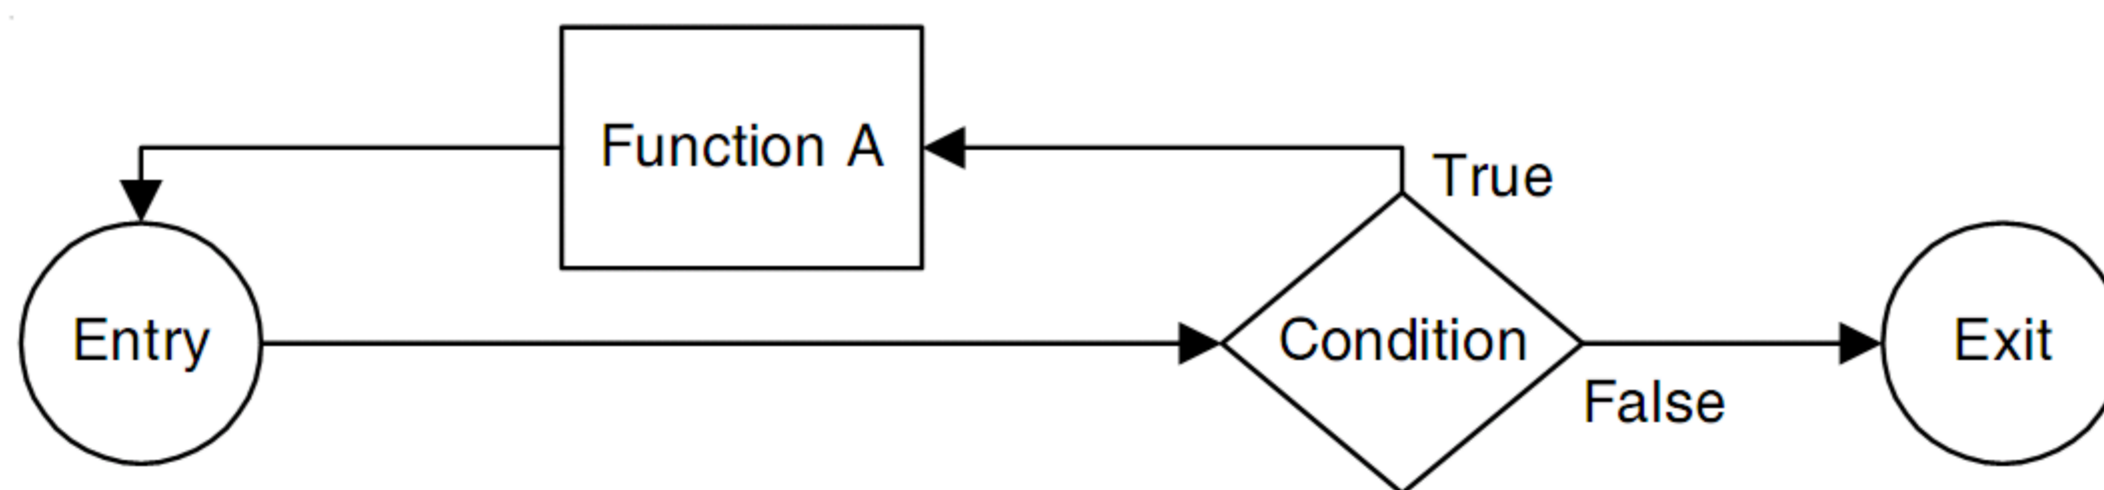 Function A
True
Entry
Condition
Exit
False